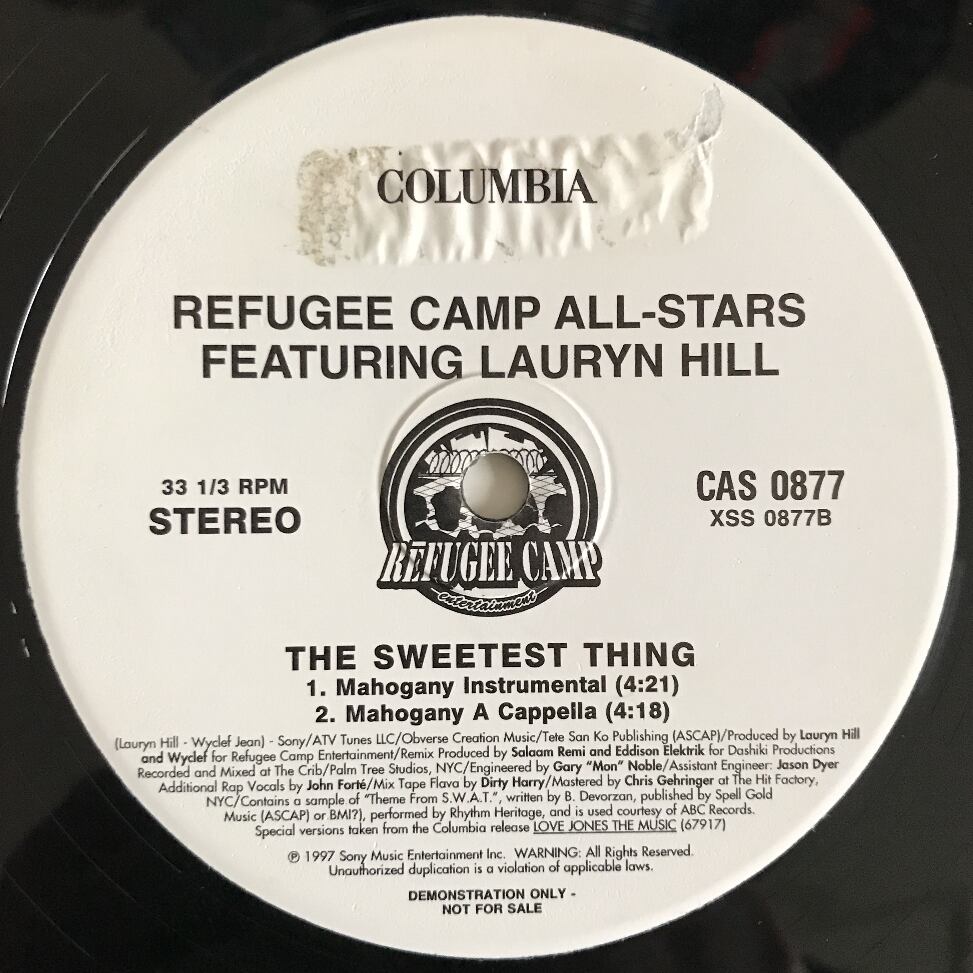 COLUMBIA
REFUGEE CAMP ALL-STARS
FEATURING LAURYN HILL
33 1/3 RPM
STEREO
CAS 0877
XSS 0877B
REFUGEE CAMP
entertainment
THE SWEETEST THING
1. Mahogany Instrumental (4:21)
2. Mahogany A Cappella (4:18)
(Lauryn Hill - Wyclef Jean) - Sony/ATV Tunes LLC/Obverse Creation Music/Tete San Ko Publishing (ASCAP)/Produced by Lauryn Hill
and Wyclef for Refugee Camp Entertainment/Remix Produced by Salaam Remi and Eddison Elektrik for Dashiki Productions
Recorded and Mixed at The Crib/Palm Tree Studios, NYC/Engineered by Gary "Mon" Noble/Assistant Engineer: Jason Dyer
Additional Rap Vocals by John Forté/Mix Tape Flava by Dirty Harry/Mastered by Chris Gehringer at The Hit Factory,
NYC/Contains a sample of "Theme From S.W.A.T.", written by B. Devorzan, published by Spell Gold
Music (ASCAP) or BMI?), performed by Rhythm Heritage, and is used courtesy of ABC Records.
Special versions taken from the Columbia release LOVE JONES THE MUSIC (67917)
℗ 1997 Sony Music Entertainment Inc. WARNING: All Rights Reserved.
Unauthorized duplication is a violation of applicable laws.
DEMONSTRATION ONLY -
NOT FOR SALE